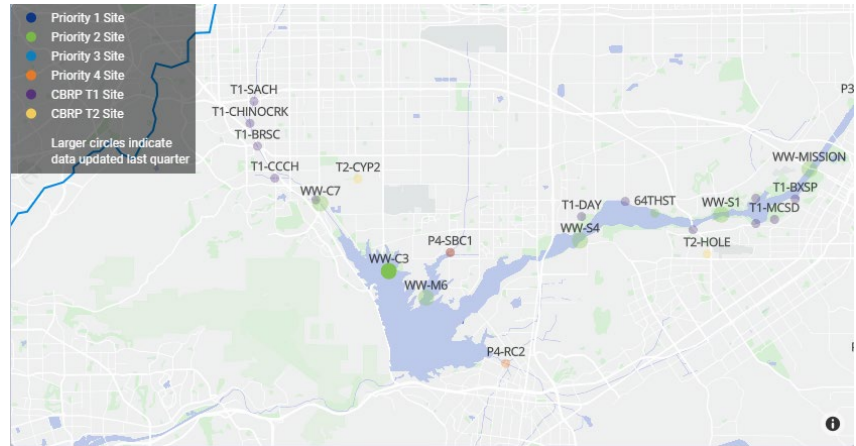 Priority 1 Site
Priority 2 Site
Priority 3 Site
Priority 4 Site
CBRP T1 Site
CBRP T2 Site
Larger circles indicate
data updated last quarter
T1-SACH
T1-CHINOCRK
T1-BRSC
T1-CCCH
T2-CYP2
WW-C7
P3
WW-MISSION
T1-BXSP
64THST
WW-S1
T1-DAY
T1-MCSD
WW-S4
P4-SBC1
T2-HOLE
WW-C3
WW-M6
P4-RC2